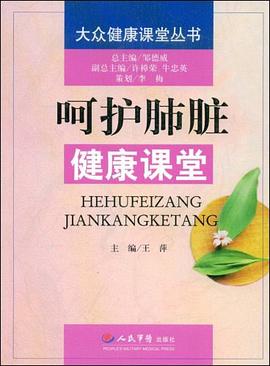 大众健康课堂丛书
总主编/邹德威
副总主编/许樟荣 牛忠英
策划/李梅
呵护肺脏
健康课堂
HEHUFEIZANG
JIANKANGKETANG
主编/王萍
人民军医出版社
PEOPLE'S MILITARY MEDICAL PRESS